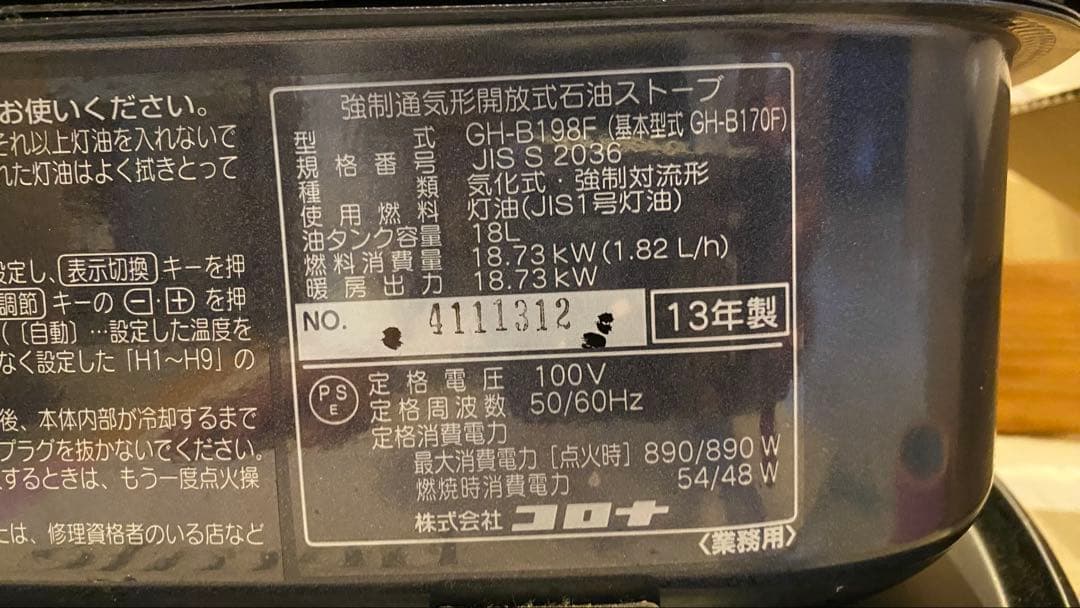 お使いください。
それ以上灯油を入れないで
れた灯油はよく拭きとって
設定し、表示切換キーを押
調節キーの－・＋を押
(〔自動〕…設定した温度を
なく設定した「H1～H9」の
後、本体内部が冷却するまで
プラグを抜かないでください。
するときは、もう一度点火操
は、修理資格者のいる店など
強制通気形開放式石油ストーブ
型式 GH-B198F (基本型式 GH-B170F)
規格番号 JIS S 2036
種類 気化式・強制対流形
使用燃料 灯油(JIS1号灯油)
油タンク容量 18L
燃料消費量 18.73kW(1.82 L/h)
暖房出力 18.73kW
NO. 4111312 13年製
PSE 定格電圧 100V
定格周波数 50/60Hz
定格消費電力
最大消費電力[点火時] 890/890 W
燃焼時消費電力 54/48 W
株式会社 コロナ
〈業務用〉